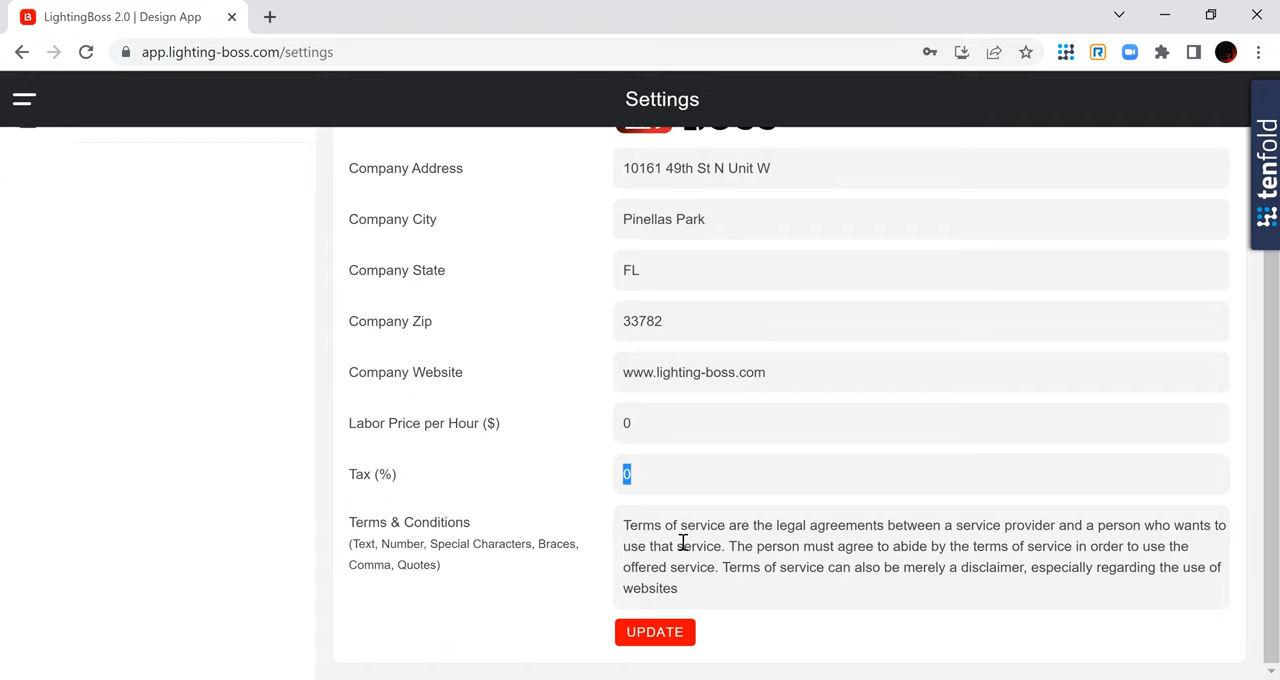 LightingBoss 2.0 | Design App
app.lighting-boss.com/settings
Settings
tenfold
Company Address
10161 49th St N Unit W
Company City
Pinellas Park
Company State
FL
Company Zip
33782
Company Website
www.lighting-boss.com
Labor Price per Hour ($)
0
Tax (%)
0
Terms & Conditions
(Text, Number, Special Characters, Braces,
Comma, Quotes)
Terms of service are the legal agreements between a service provider and a person who wants to
use that service. The person must agree to abide by the terms of service in order to use the
offered service. Terms of service can also be merely a disclaimer, especially regarding the use of
websites
UPDATE